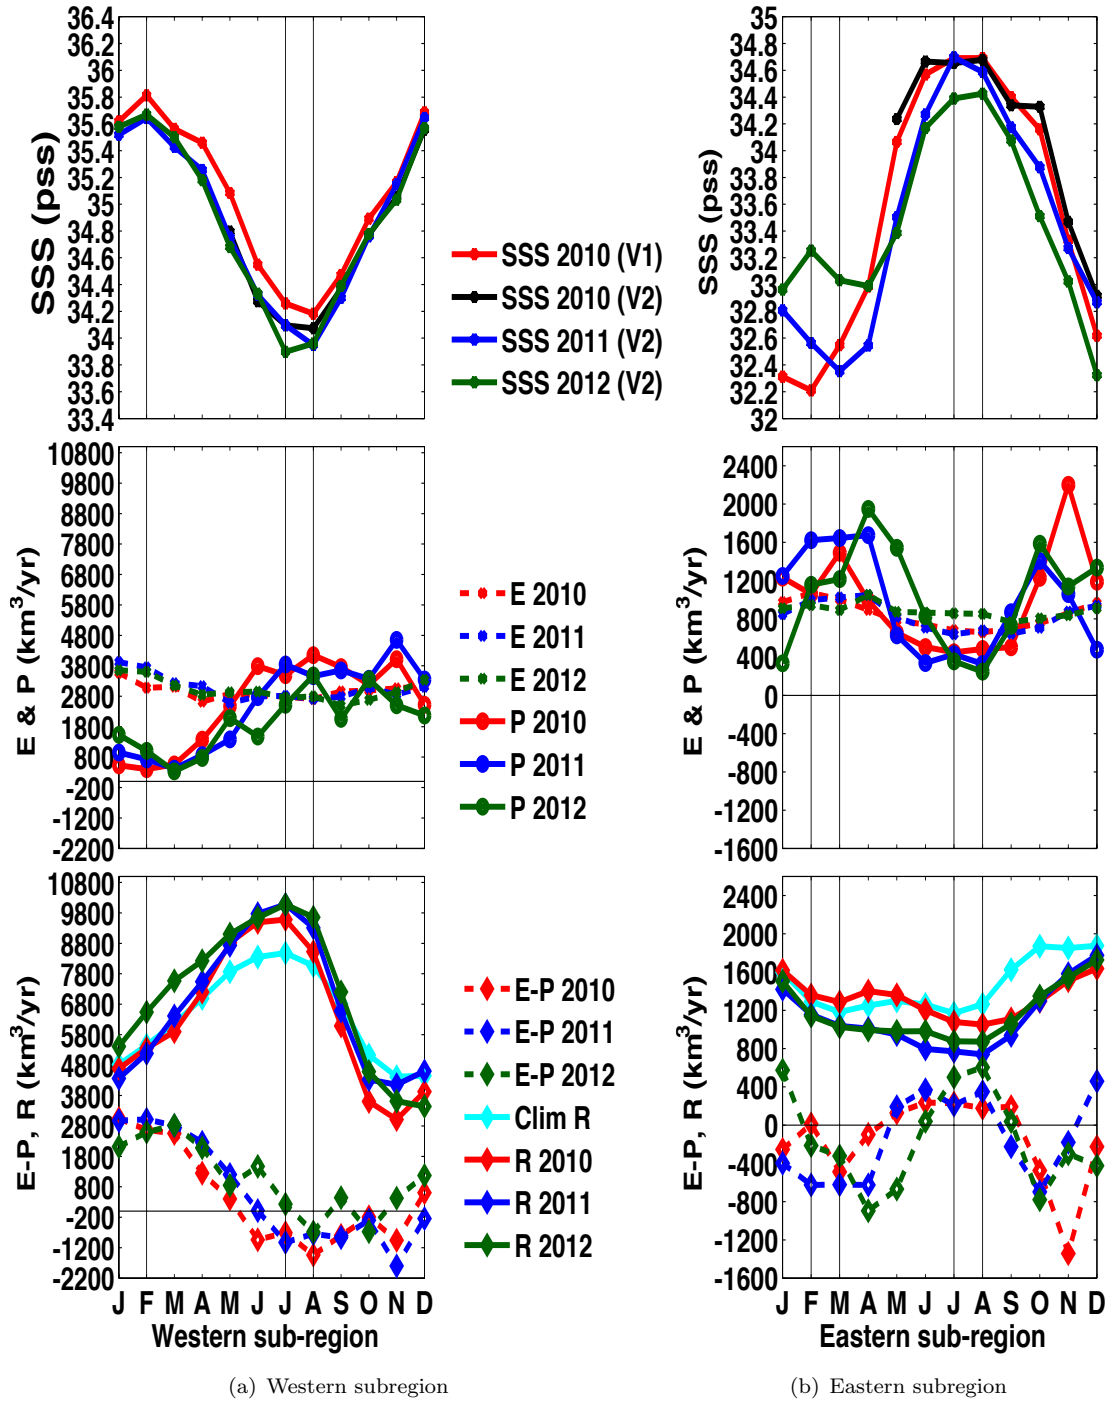 36.4
36.2
36
35.8
35.6
35.4
35.2
35
34.8
34.6
34.4
34.2
34
33.8
33.6
33.4
SSS (pss)
SSS 2010 (V1)
SSS 2010 (V2)
SSS 2011 (V2)
SSS 2012 (V2)
35
34.8
34.6
34.4
34.2
34
33.8
33.6
33.4
33.2
33
32.8
32.6
32.4
32.2
32
SSS (pss)
10800
9800
8800
7800
6800
5800
4800
3800
2800
1800
800
-200
-1200
-2200
E & P (km³/yr)
E 2010
E 2011
E 2012
P 2010
P 2011
P 2012
2400
2000
1600
1200
800
400
0
-400
-800
-1200
-1600
E & P (km³/yr)
10800
9800
8800
7800
6800
5800
4800
3800
2800
1800
800
-200
-1200
-2200
E-P, R (km³/yr)
J F M A M J J A S O N D
Western sub-region
E-P 2010
E-P 2011
E-P 2012
Clim R
R 2010
R 2011
R 2012
2400
2000
1600
1200
800
400
0
-400
-800
-1200
-1600
E-P, R (km³/yr)
J F M A M J J A S O N D
Eastern sub-region
(a) Western subregion
(b) Eastern subregion